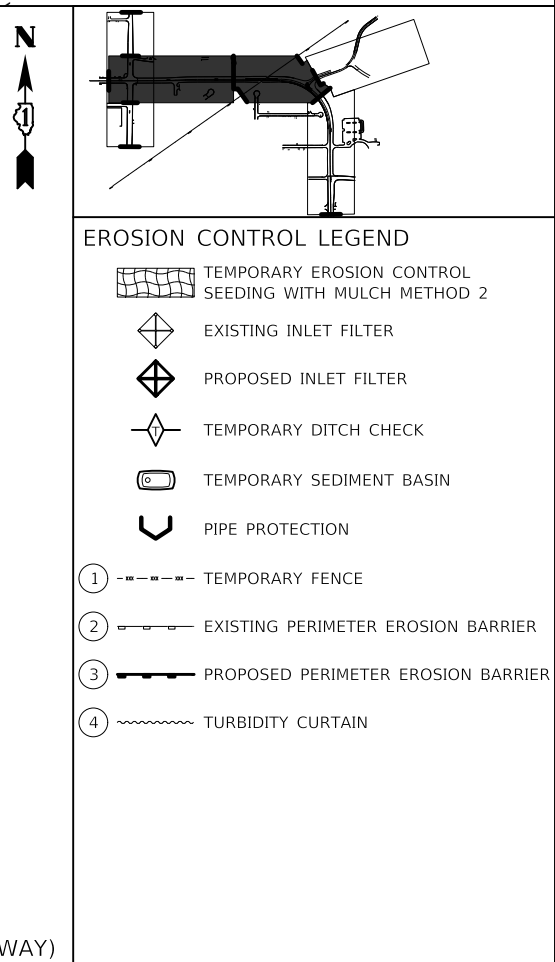 N
1
EROSION CONTROL LEGEND
TEMPORARY EROSION CONTROL
SEEDING WITH MULCH METHOD 2
EXISTING INLET FILTER
PROPOSED INLET FILTER
T TEMPORARY DITCH CHECK
TEMPORARY SEDIMENT BASIN
PIPE PROTECTION
1 TEMPORARY FENCE
2 EXISTING PERIMETER EROSION BARRIER
3 PROPOSED PERIMETER EROSION BARRIER
4 TURBIDITY CURTAIN
WAY)